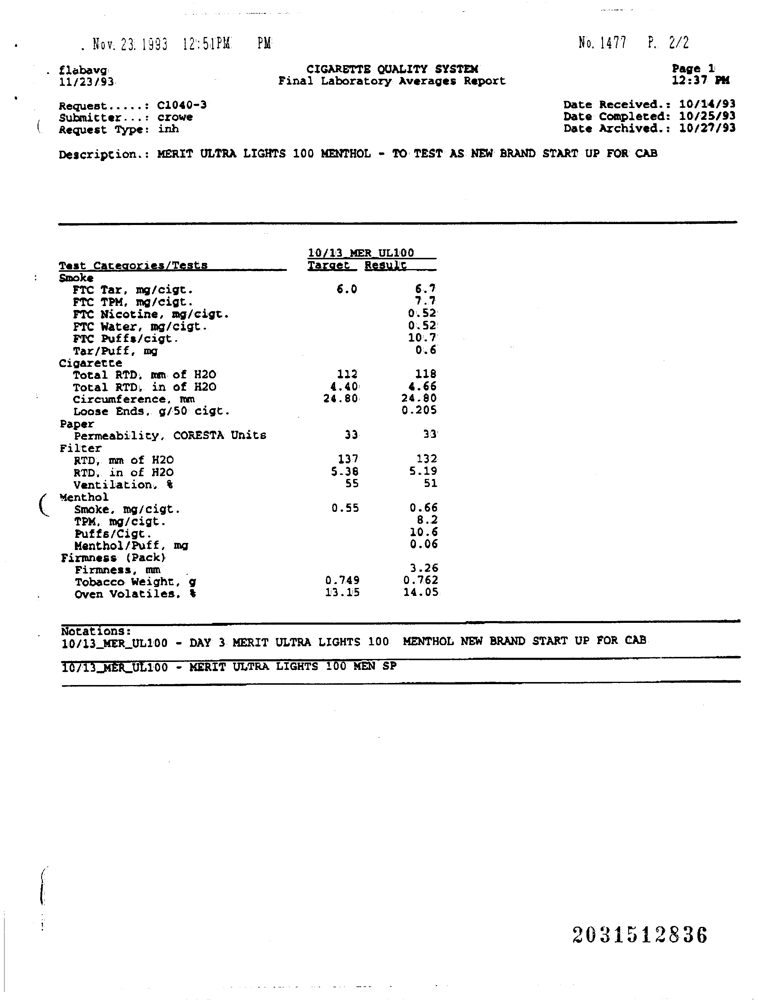 . Nov. 23. 1993 12:51PM PM No. 1477 P. 2/2
flabavg CIGARETTE QUALITY SYSTEM Page 1
11/23/93 Final Laboratory Averages Report 12:37 PM
Request.....: C1040-3 Date Received.: 10/14/93
Submitter...: crowe Date Completed: 10/25/93
Request Type: inh Date Archived.: 10/27/93
Description.: MERIT ULTRA LIGHTS 100 MENTHOL - TO TEST AS NEW BRAND START UP FOR CAB
10/13_MER_UL100
Test Categories/Tests Target Result
Smoke
FTC Tar, mg/cigt. 6.0 6.7
FTC TPM, mg/cigt. 7.7
FTC Nicotine, mg/cigt. 0.52
FTC Water, mg/cigt. 0.52
FTC Puffs/cigt. 10.7
Tar/Puff, mg 0.6
Cigarette
Total RTD, mm of H2O 112 118
Total RTD, in of H2O 4.40 4.66
Circumference, mm 24.80 24.80
Loose Ends, g/50 cigt. 0.205
Paper
Permeability, CORESTA Units 33 33
Filter
RTD, mm of H2O 137 132
RTD, in of H2O 5.38 5.19
Ventilation, % 55 51
Menthol
Smoke, mg/cigt. 0.55 0.66
TPM, mg/cigt. 8.2
Puffs/Cigt. 10.6
Menthol/Puff, mg 0.06
Firmness (Pack)
Firmness, mm 3.26
Tobacco Weight, g 0.749 0.762
Oven Volatiles, % 13.15 14.05
Notations:
10/13_MER_UL100 - DAY 3 MERIT ULTRA LIGHTS 100 MENTHOL NEW BRAND START UP FOR CAB
10/13_MER_UL100 - MERIT ULTRA LIGHTS 100 MEN SP
2031512836